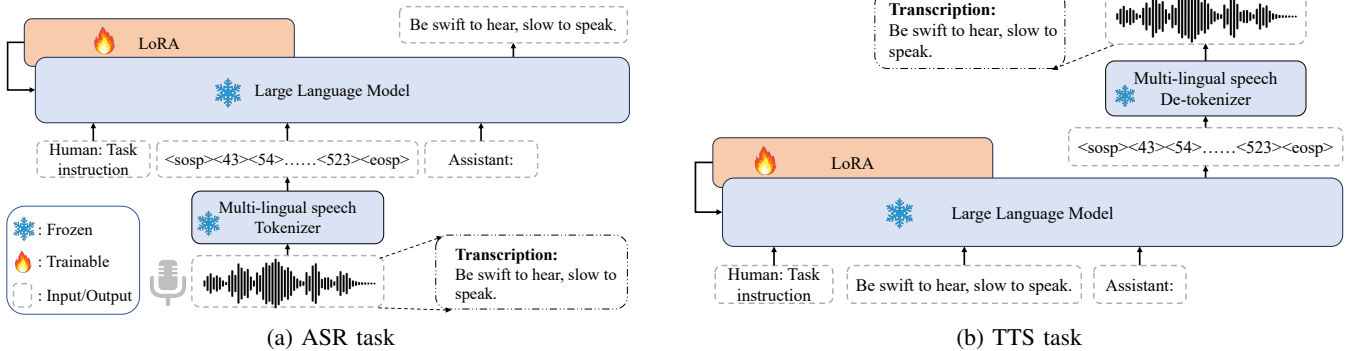 Be swift to hear, slow to speak.
LoRA
Large Language Model
Human: Task
instruction
<sosp><43><54>……<523><eosp>
Assistant:
Multi-lingual speech
Tokenizer
: Frozen
: Trainable
: Input/Output
Transcription:
Be swift to hear, slow to
speak.
(a) ASR task
Transcription:
Be swift to hear, slow to
speak.
Multi-lingual speech
De-tokenizer
<sosp><43><54>……<523><eosp>
LoRA
Large Language Model
Human: Task
instruction
Be swift to hear, slow to speak.
Assistant:
(b) TTS task